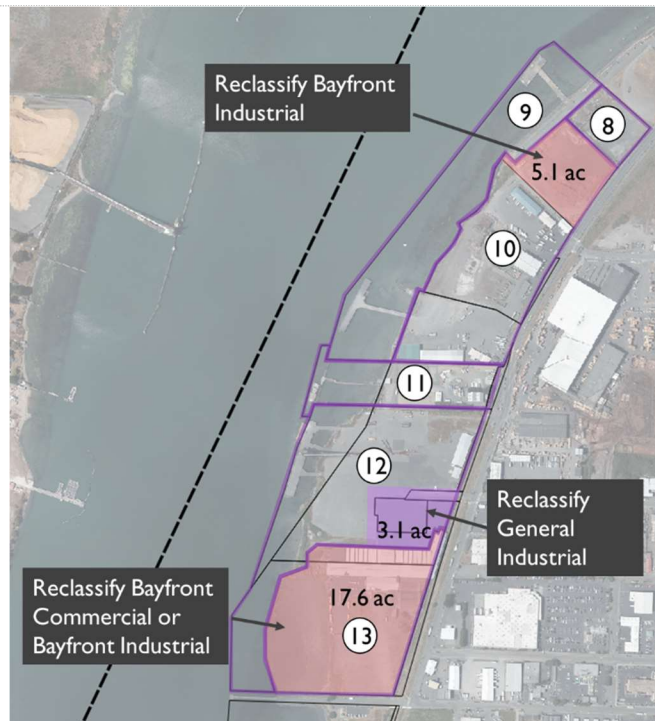 Reclassify Bayfront
Industrial
9
8
5.1 ac
10
11
12
Reclassify
General
Industrial
3.1 ac
Reclassify Bayfront
Commercial or
Bayfront Industrial
17.6 ac
13